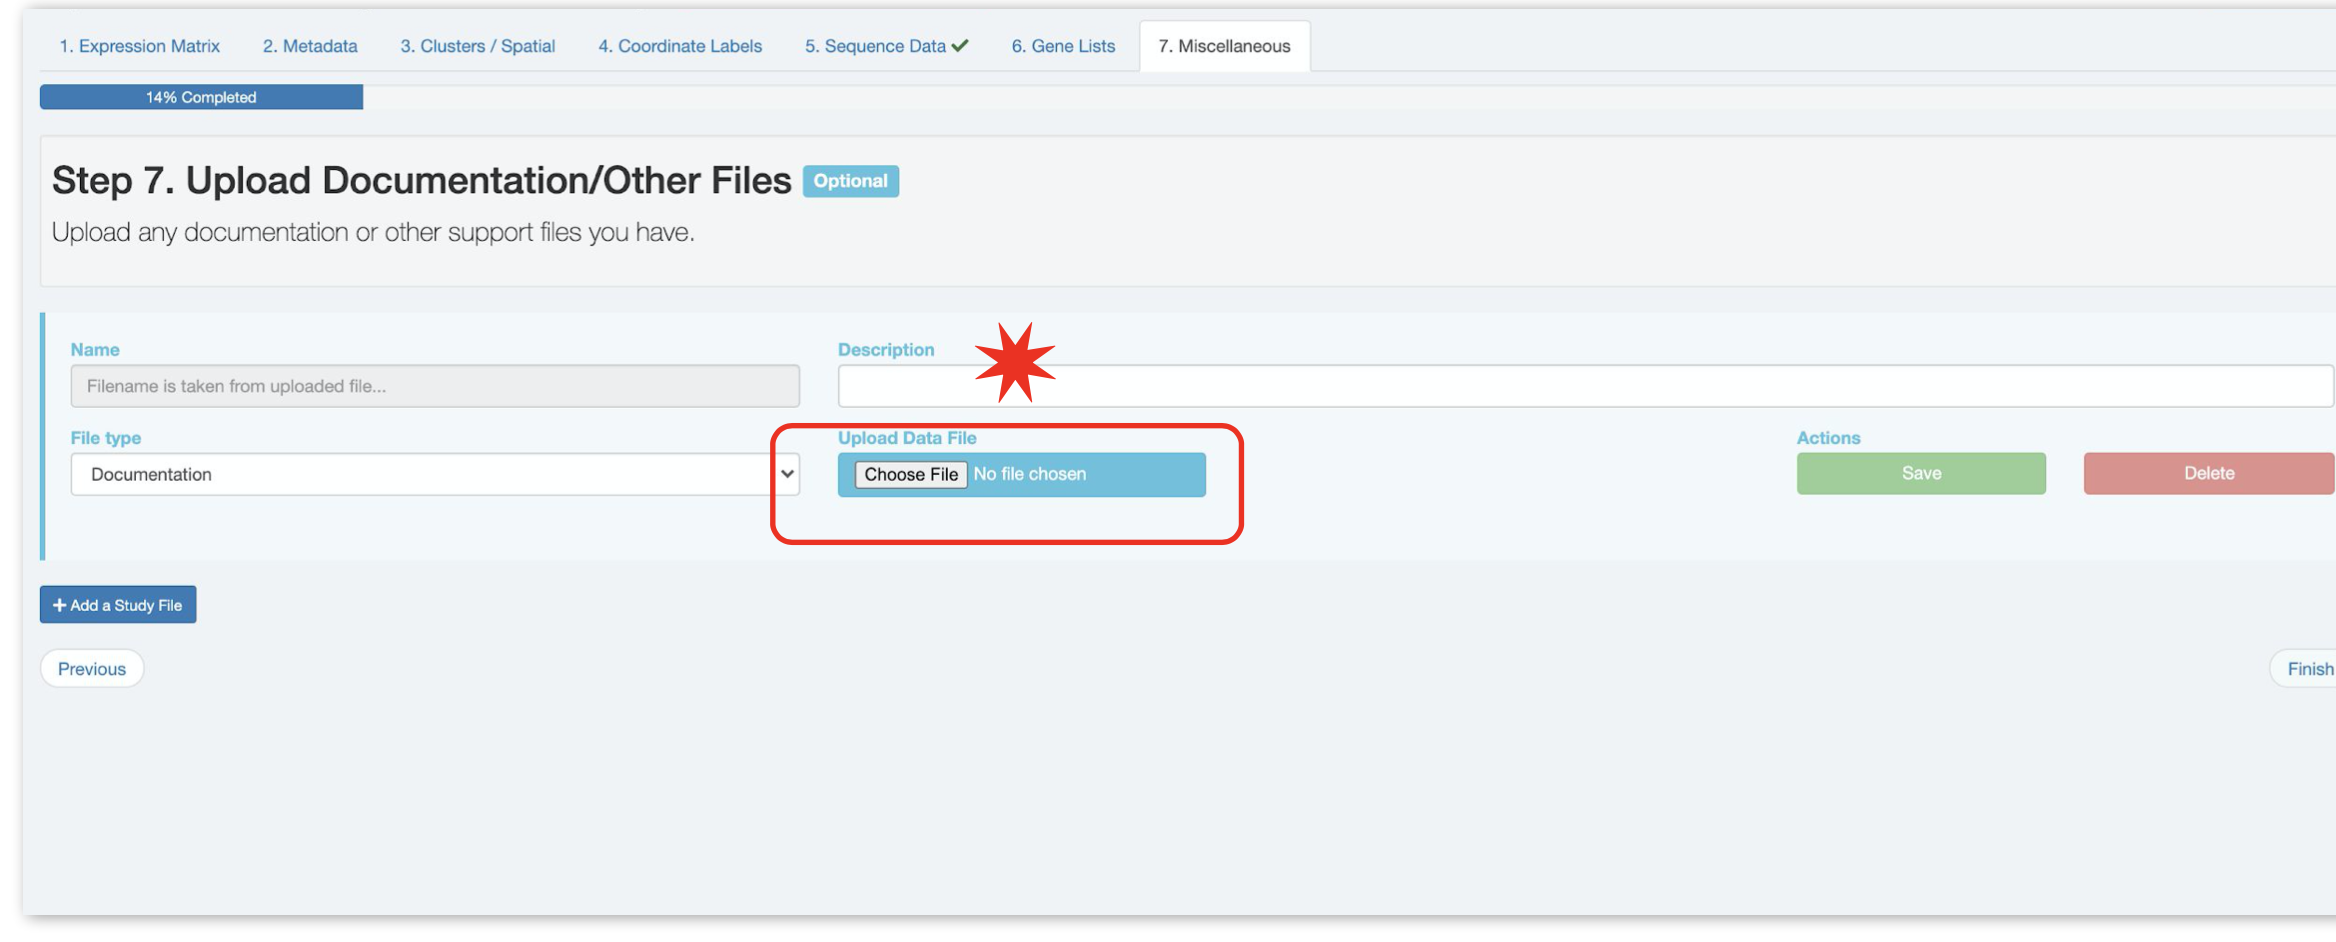 1. Expression Matrix 2. Metadata 3. Clusters / Spatial 4. Coordinate Labels 5. Sequence Data 6. Gene Lists 7. Miscellaneous
14% Completed
Step 7. Upload Documentation/Other Files Optional
Upload any documentation or other support files you have.
Name Description
Filename is taken from uploaded file...
File type Upload Data File Actions
Documentation Choose File No file chosen Save Delete
+ Add a Study File
Previous Finish